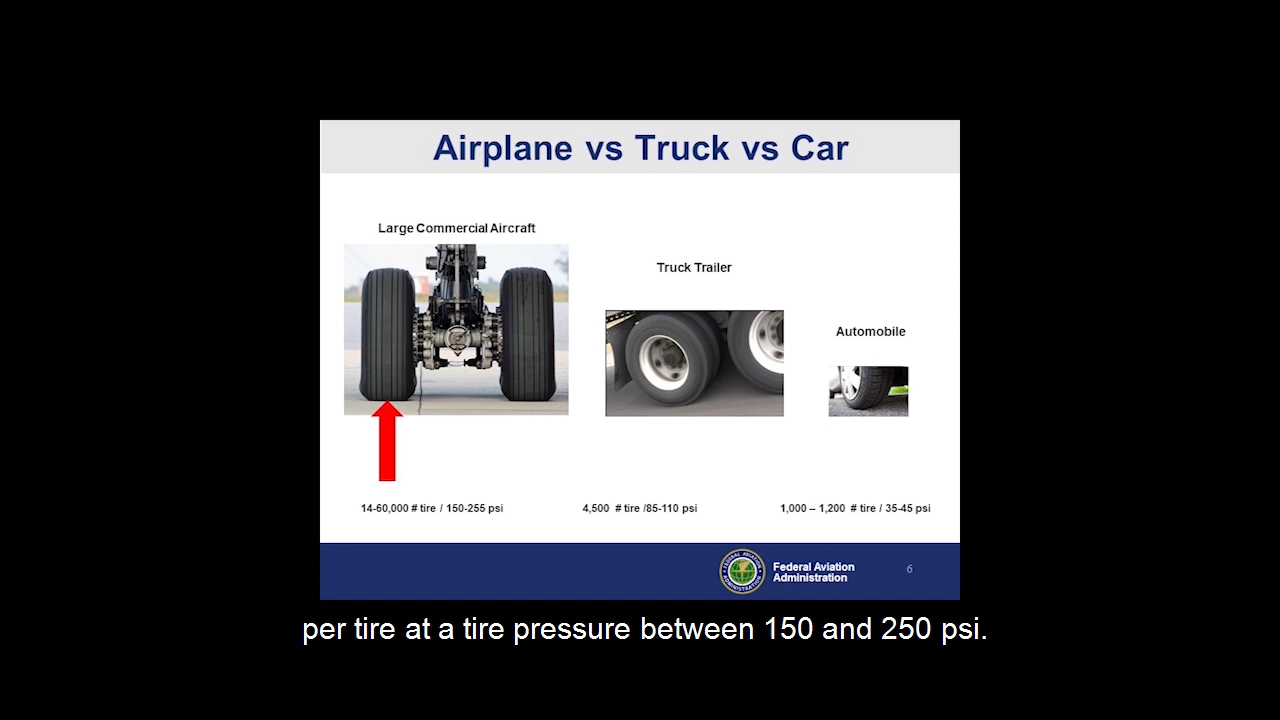 Airplane vs Truck vs Car
Large Commercial Aircraft
Truck Trailer
Automobile
14-60,000 # tire / 150-255 psi
4,500 # tire /85-110 psi
1,000 – 1,200 # tire / 35-45 psi
Federal Aviation
Administration
6
per tire at a tire pressure between 150 and 250 psi.